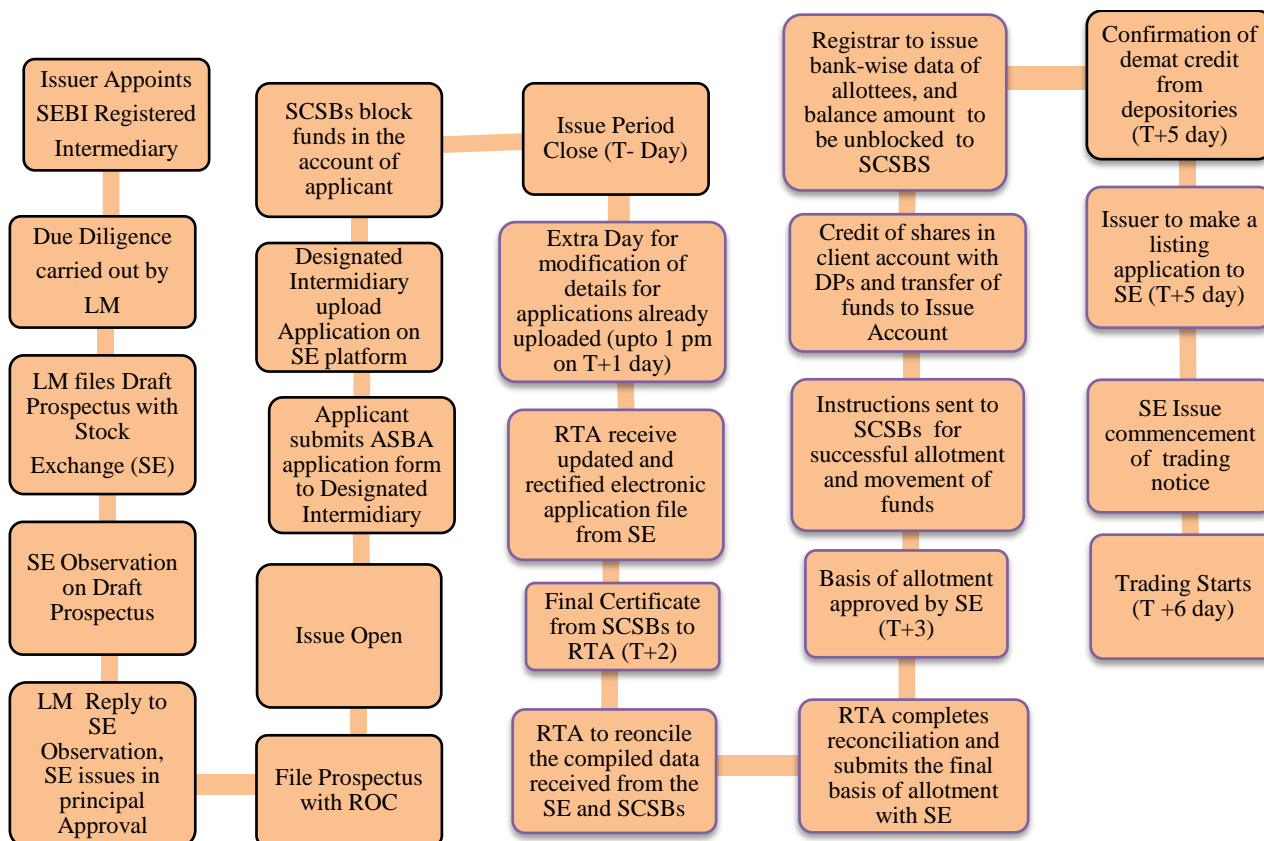 Issuer Appoints
SEBI Registered
Intermediary
Due Diligence
carried out by
LM
LM files Draft
Prospectus with
Stock
Exchange (SE)
SE Observation
on Draft
Prospectus
LM Reply to
SE
Observation,
SE issues in
principal
Approval
File Prospectus
with ROC
Issue Open
Applicant
submits ASBA
application form
to Designated
Intermidiary
Designated
Intermidiary
upload
Application on
SE platform
SCSBs block
funds in the
account of
applicant
Issue Period
Close (T- Day)
Extra Day for
modification of
details for
applications already
uploaded (upto 1 pm
on T+1 day)
RTA receive
updated and
rectified electronic
application file
from SE
Final Certificate
from SCSBs to
RTA (T+2)
RTA to reconcile
the compiled data
received from the
SE and SCSBs
RTA completes
reconciliation and
submits the final
basis of allotment
with SE
Basis of allotment
approved by SE
(T+3)
Instructions sent to
SCSBs for
successful allotment
and movement of
funds
Credit of shares in
client account with
DPs and transfer of
funds to Issue
Account
Registrar to issue
bank-wise data of
allottees, and
balance amount to
be unblocked to
SCSBS
Confirmation of
demat credit
from
depositories
(T+5 day)
Issuer to make a
listing
application to
SE (T+5 day)
SE Issue
commencement
of trading
notice
Trading Starts
(T +6 day)